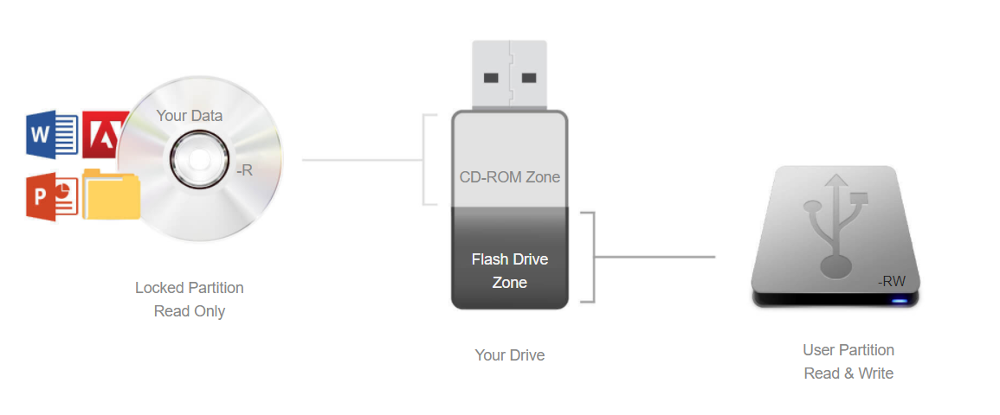 Your Data
-R
W
P
Locked Partition
Read Only
CD-ROM Zone
Flash Drive
Zone
Your Drive
-RW
User Partition
Read & Write